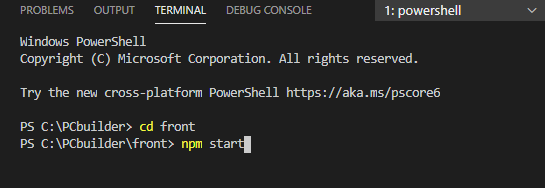 PROBLEMS OUTPUT TERMINAL DEBUG CONSOLE 1: powershell
Windows PowerShell
Copyright (C) Microsoft Corporation. All rights reserved.
Try the new cross-platform PowerShell https://aka.ms/pscore6
PS C:\PCbuilder> cd front
PS C:\PCbuilder\front> npm start